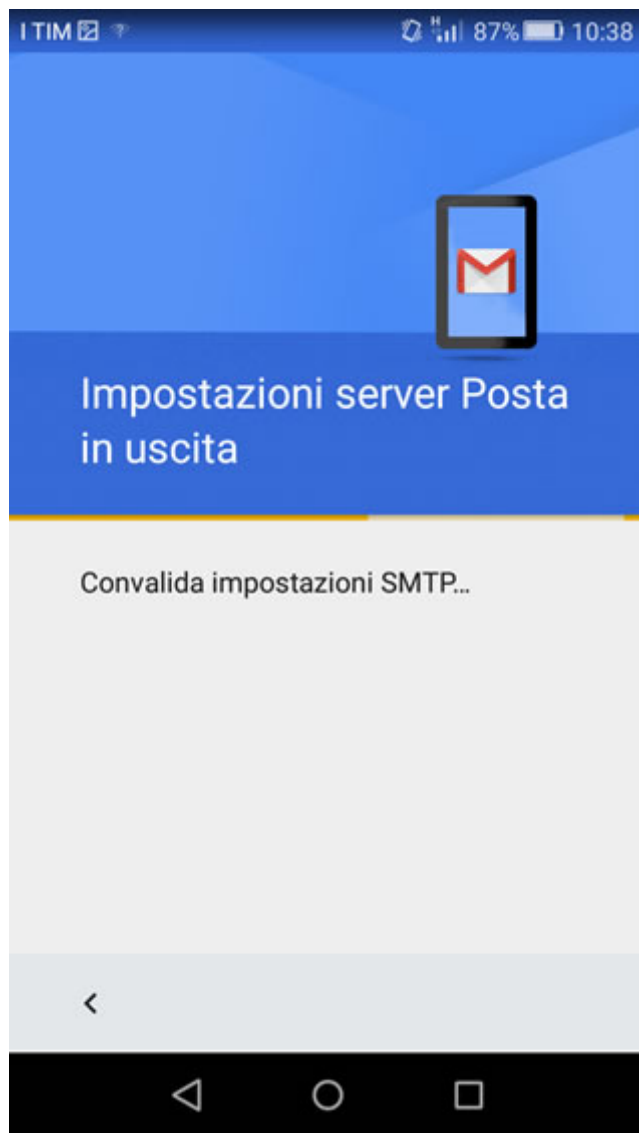 I TIM H 87% 10:38
Impostazioni server Posta
in uscita
Convalida impostazioni SMTP...